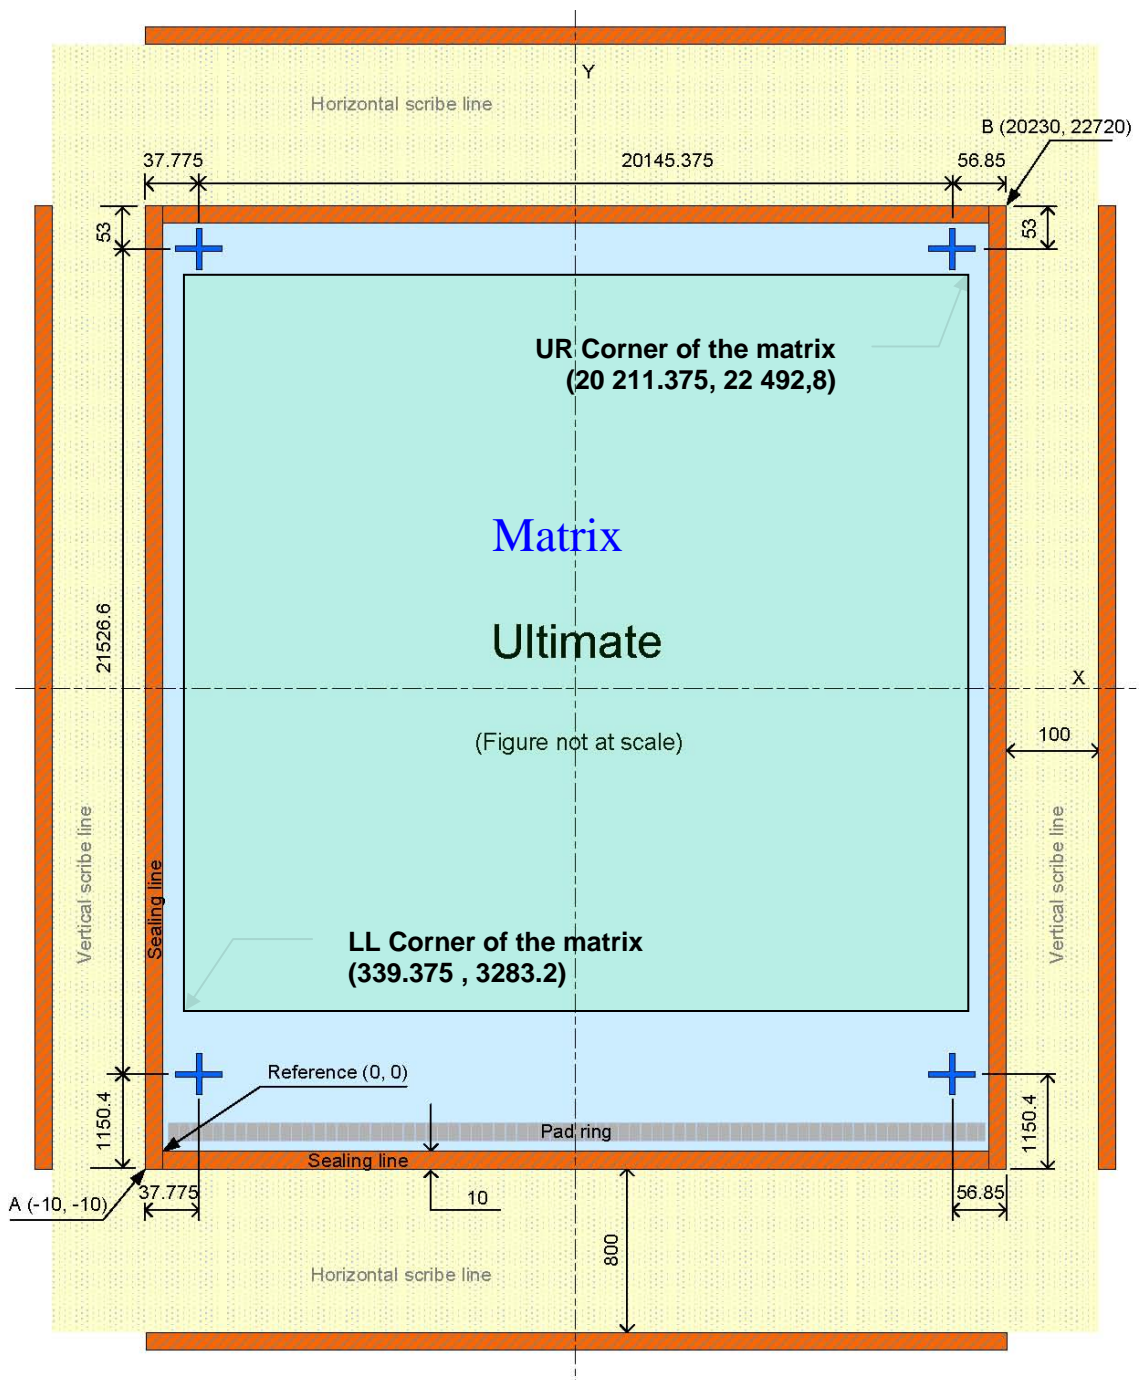 Y
Horizontal scribe line
B (20230, 22720)
37.775
20145.375
56.85
53
53
UR Corner of the matrix
(20 211.375, 22 492,8)
Matrix
21526.6
Ultimate
X
(Figure not at scale)
100
Vertical scribe line
Vertical scribe line
Sealing line
LL Corner of the matrix
(339.375 , 3283.2)
Reference (0, 0)
1150.4
1150.4
Pad ring
Sealing line
A (-10, -10)
37.775
10
56.85
800
Horizontal scribe line